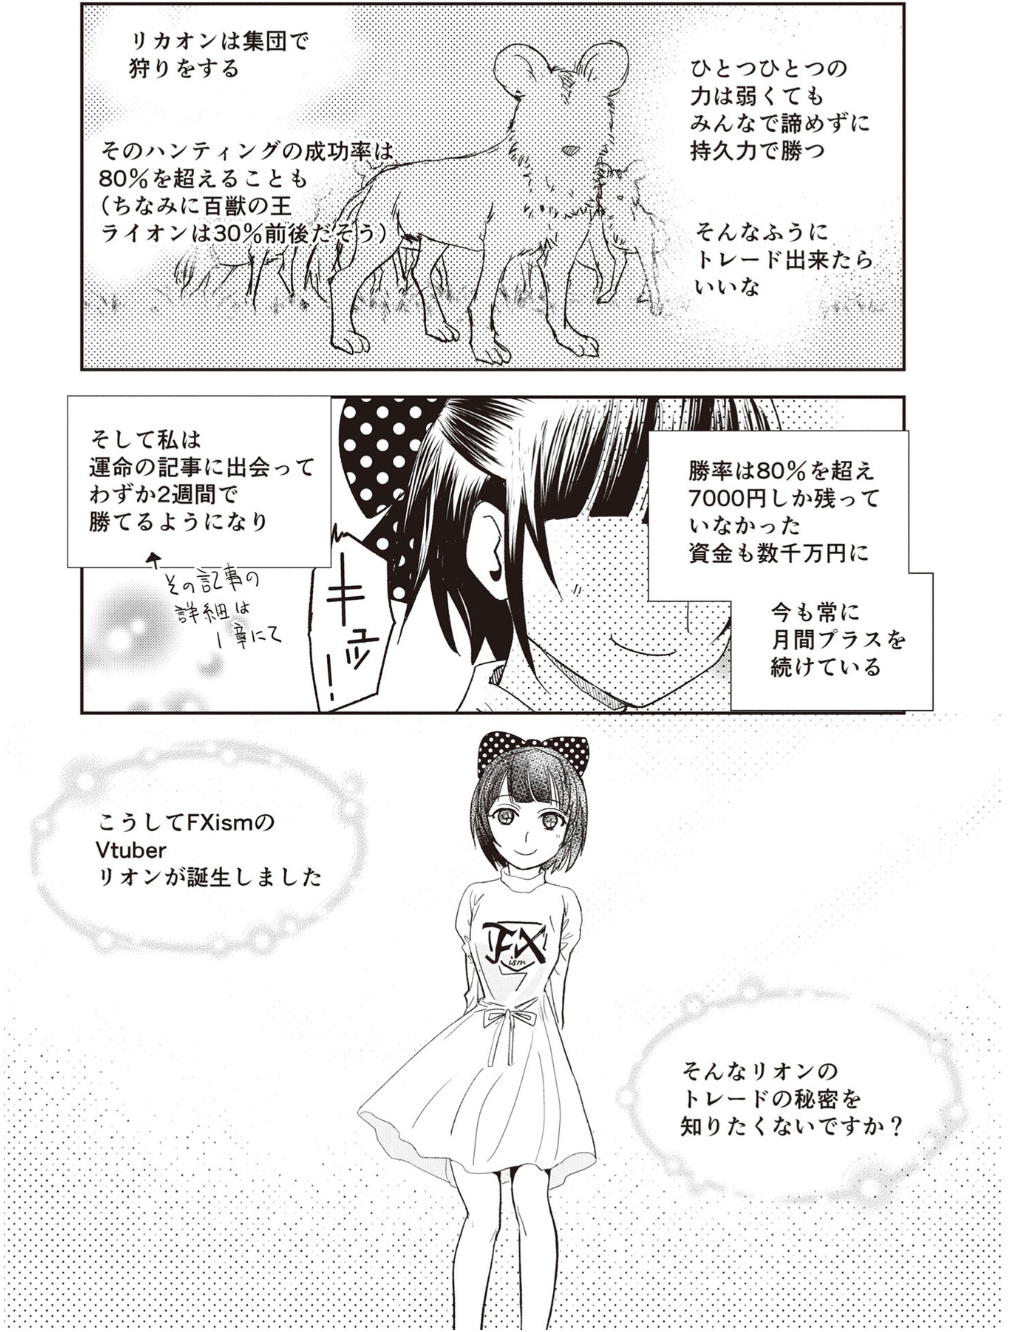 ひとつひとつの
力は弱くても
みんなで諦めずに
持久力で勝つ
そんなふうに
トレード出来たら
いいな
リカオンは集団で
狩りをする
そのハンティングの成功率は
80%を超えることも
(ちなみに百獣の王
ライオンは30%前後だそう)
そして私は
運命の記事に出会って
わずか2週間で
勝てるようになり
その記事の
詳細は
1章にて
キュッ!
勝率は80%を超え
7000円しか残って
いなかった
資金も数千万円に
今も常に
月間プラスを
続けている
こうしてFXismの
Vtuber
リオンが誕生しました
FX
ism
そんなリオンの
トレードの秘密を
知りたくないですか?